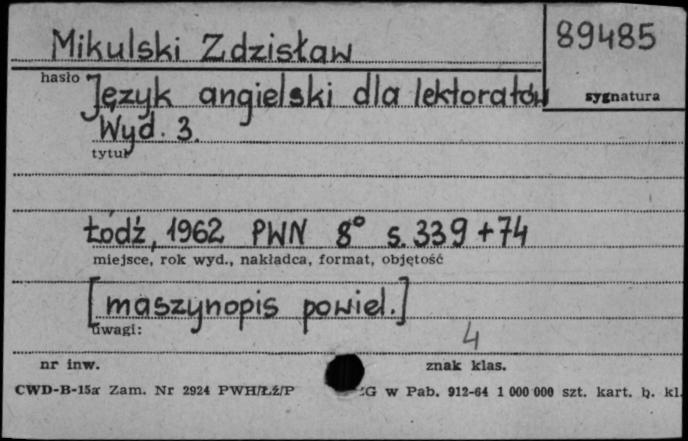 Mikulski Zdzisław
89485
hasło
sygnatura
Język angielski dla lektoratów
Wyd. 3.
tytuł
Łódź, 1962 PWN 8° s. 339 + 74
miejsce, rok wyd., nakładca, format, objętość
[maszynopis powiel.]
uwagi:
4
nr inw.
znak klas.
CWD-B-15a Zam. Nr 2924 PWH/Łź/P
G w Pab. 912-64 1 000 000 szt. kart. b. kl.